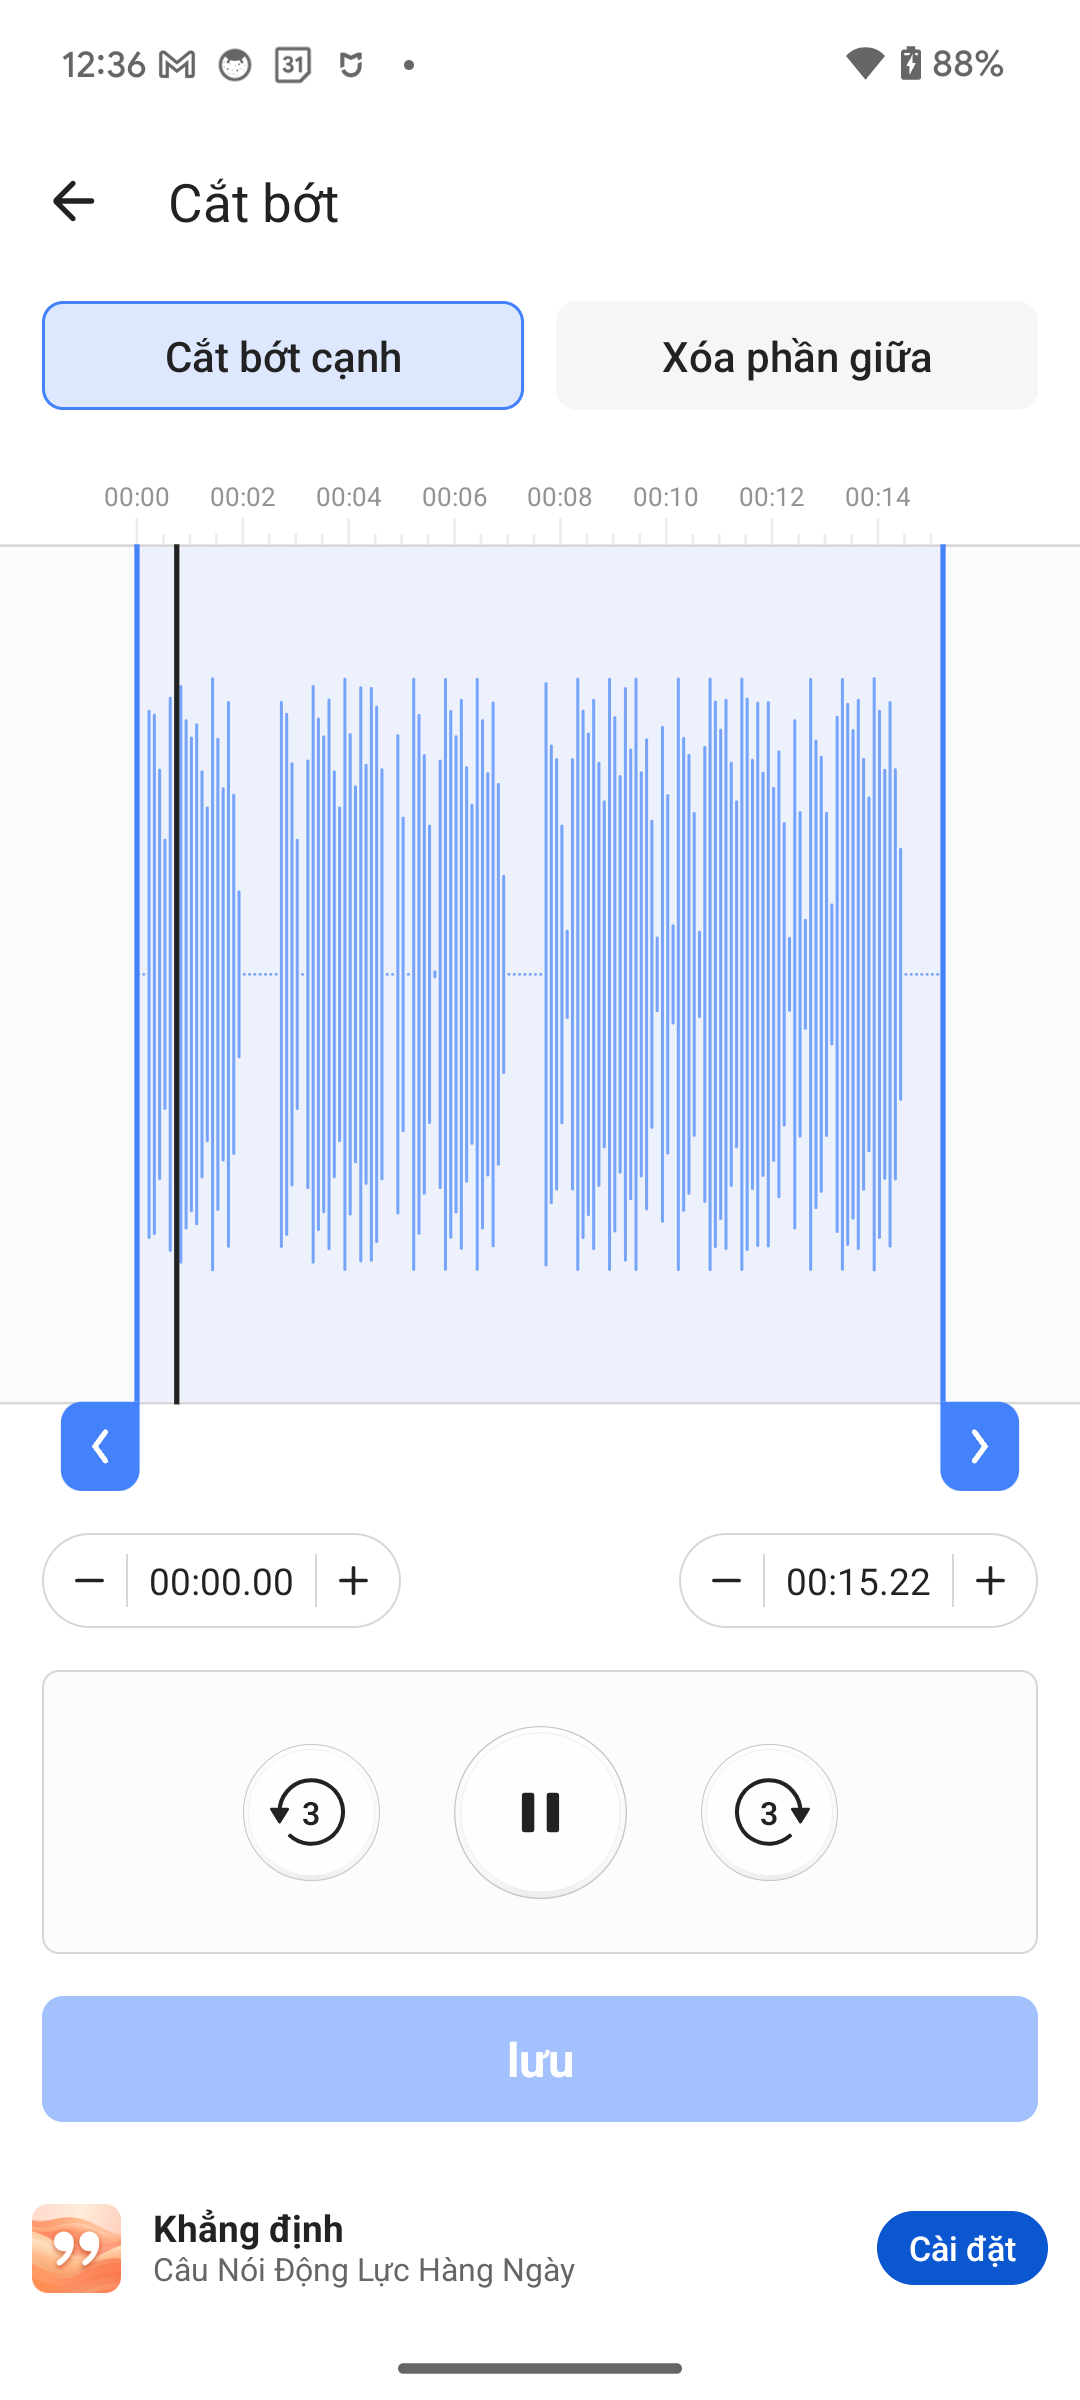 12:36
31
88%
Cắt bớt
Cắt bớt cạnh
Xóa phần giữa
00:00 00:02 00:04 00:06 00:08 00:10 00:12 00:14
00:00.00
00:15.22
3
3
lưu
Khẳng định
Câu Nói Động Lực Hàng Ngày
Cài đặt